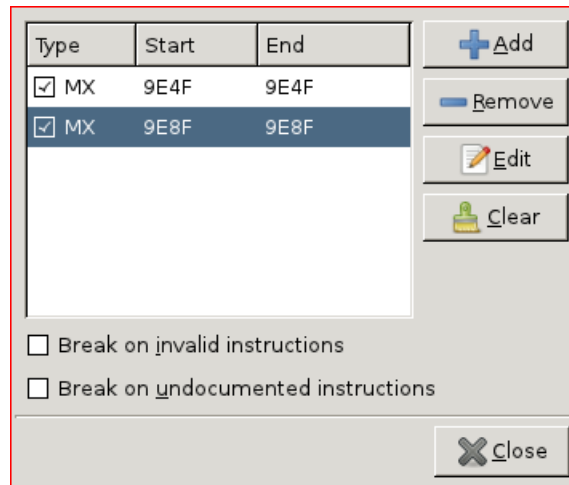 Type Start End
Add
MX 9E4F 9E4F
Remove
MX 9E8F 9E8F
Edit
Clear
Break on invalid instructions
Break on undocumented instructions
Close